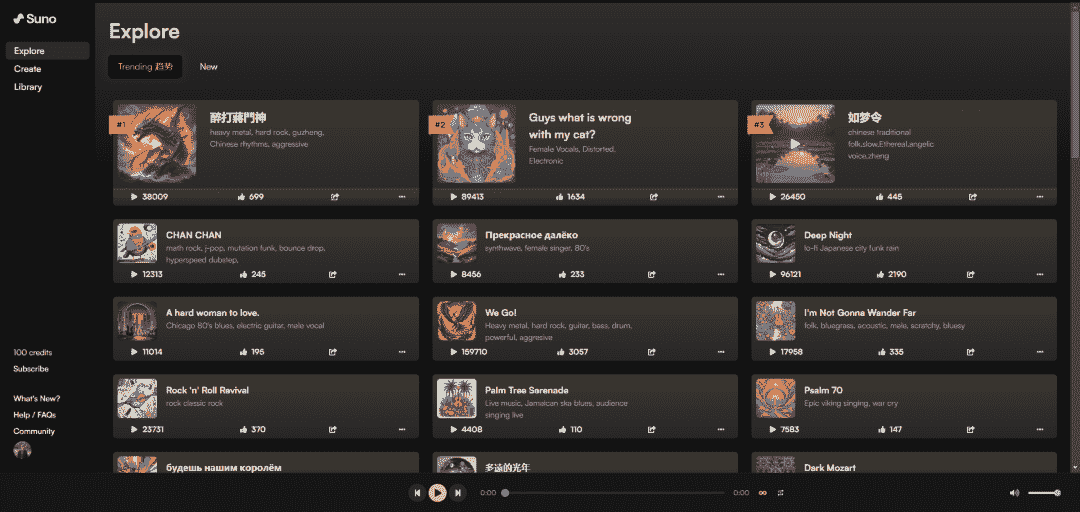 Suno
Explore
Create
Library
100 credits
Subscribe
What's New?
Help / FAQs
Community
Explore
Trending 趋势
New
#1
醉打蔣門神
heavy metal, hard rock, guzheng,
Chinese rhythms, aggressive
38009
699
#2
Guys what is wrong
with my cat?
Female Vocals, Distorted,
Electronic
89413
1634
#3
如梦令
chinese traditional
folk,slow,Ethereal,angelic
voice,zheng
26450
445
CHAN CHAN
math rock, j-pop, mutation funk, bounce drop,
hyperspeed dubstep,
12313
245
Прекрасное далёко
synthwave, female singer, 80's
8456
233
Deep Night
lo-fi Japanese city funk rain
96121
2190
A hard woman to love.
Chicago 80's blues, electric guitar, male vocal
11014
195
We Go!
Heavy metal, hard rock, guitar, bass, drum,
powerful, aggresive
159710
3057
I'm Not Gonna Wander Far
folk, bluegrass, acoustic, male, scratchy, bluesy
17958
335
Rock 'n' Roll Revival
rock classic rock
23731
370
Palm Tree Serenade
Live music, Jamaican ska blues, audience
singing live
4408
110
Psalm 70
Epic viking singing, war cry
7583
147
будешь нашим королём
多遠的光年
Dark Mozart
0:00
0:00